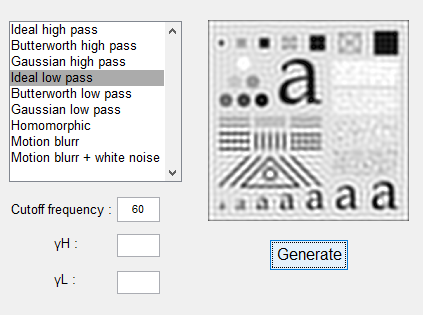 Ideal high pass
Butterworth high pass
Gaussian high pass
Ideal low pass
Butterworth low pass
Gaussian low pass
Homomorphic
Motion blurr
Motion blurr + white noise
Cutoff frequency : 60
γH :
γL :
a
a a a a a a a
Generate